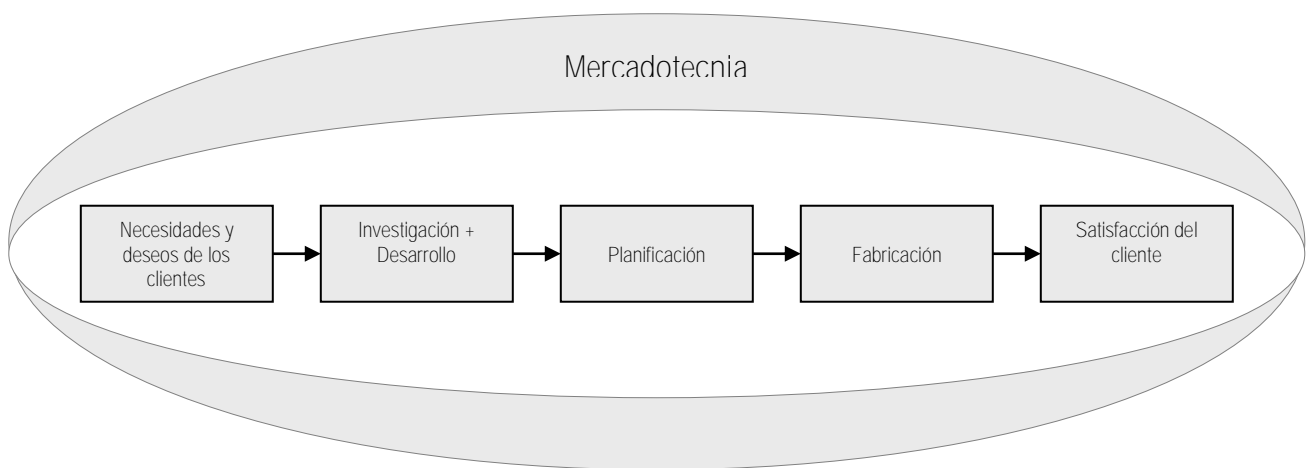 Mercadotecnia
Necesidades y
deseos de los
clientes
Investigación +
Desarrollo
Planificación
Fabricación
Satisfacción del
cliente